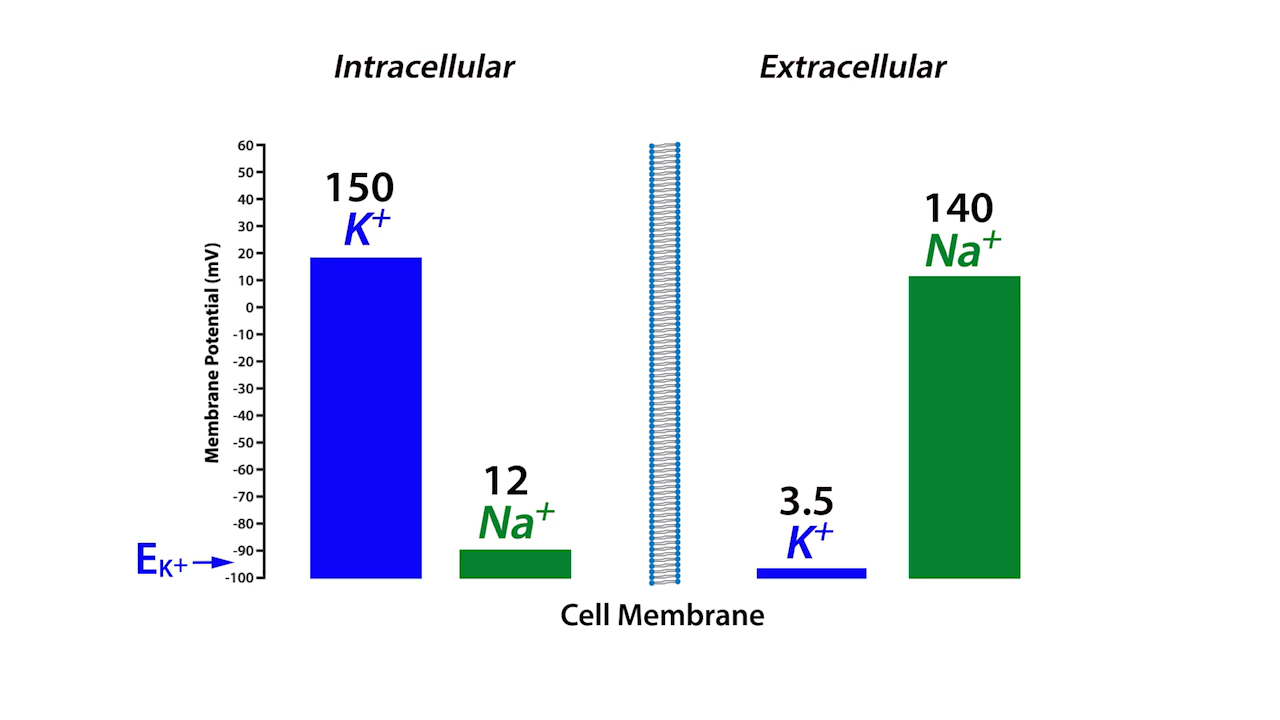 Intracellular
Extracellular
Membrane Potential (mV)
60
50
40
30
20
10
0
-10
-20
-30
-40
-50
-60
-70
-80
-90
-100
150
K+
12
Na+
3.5
K+
140
Na+
EK+
Cell Membrane